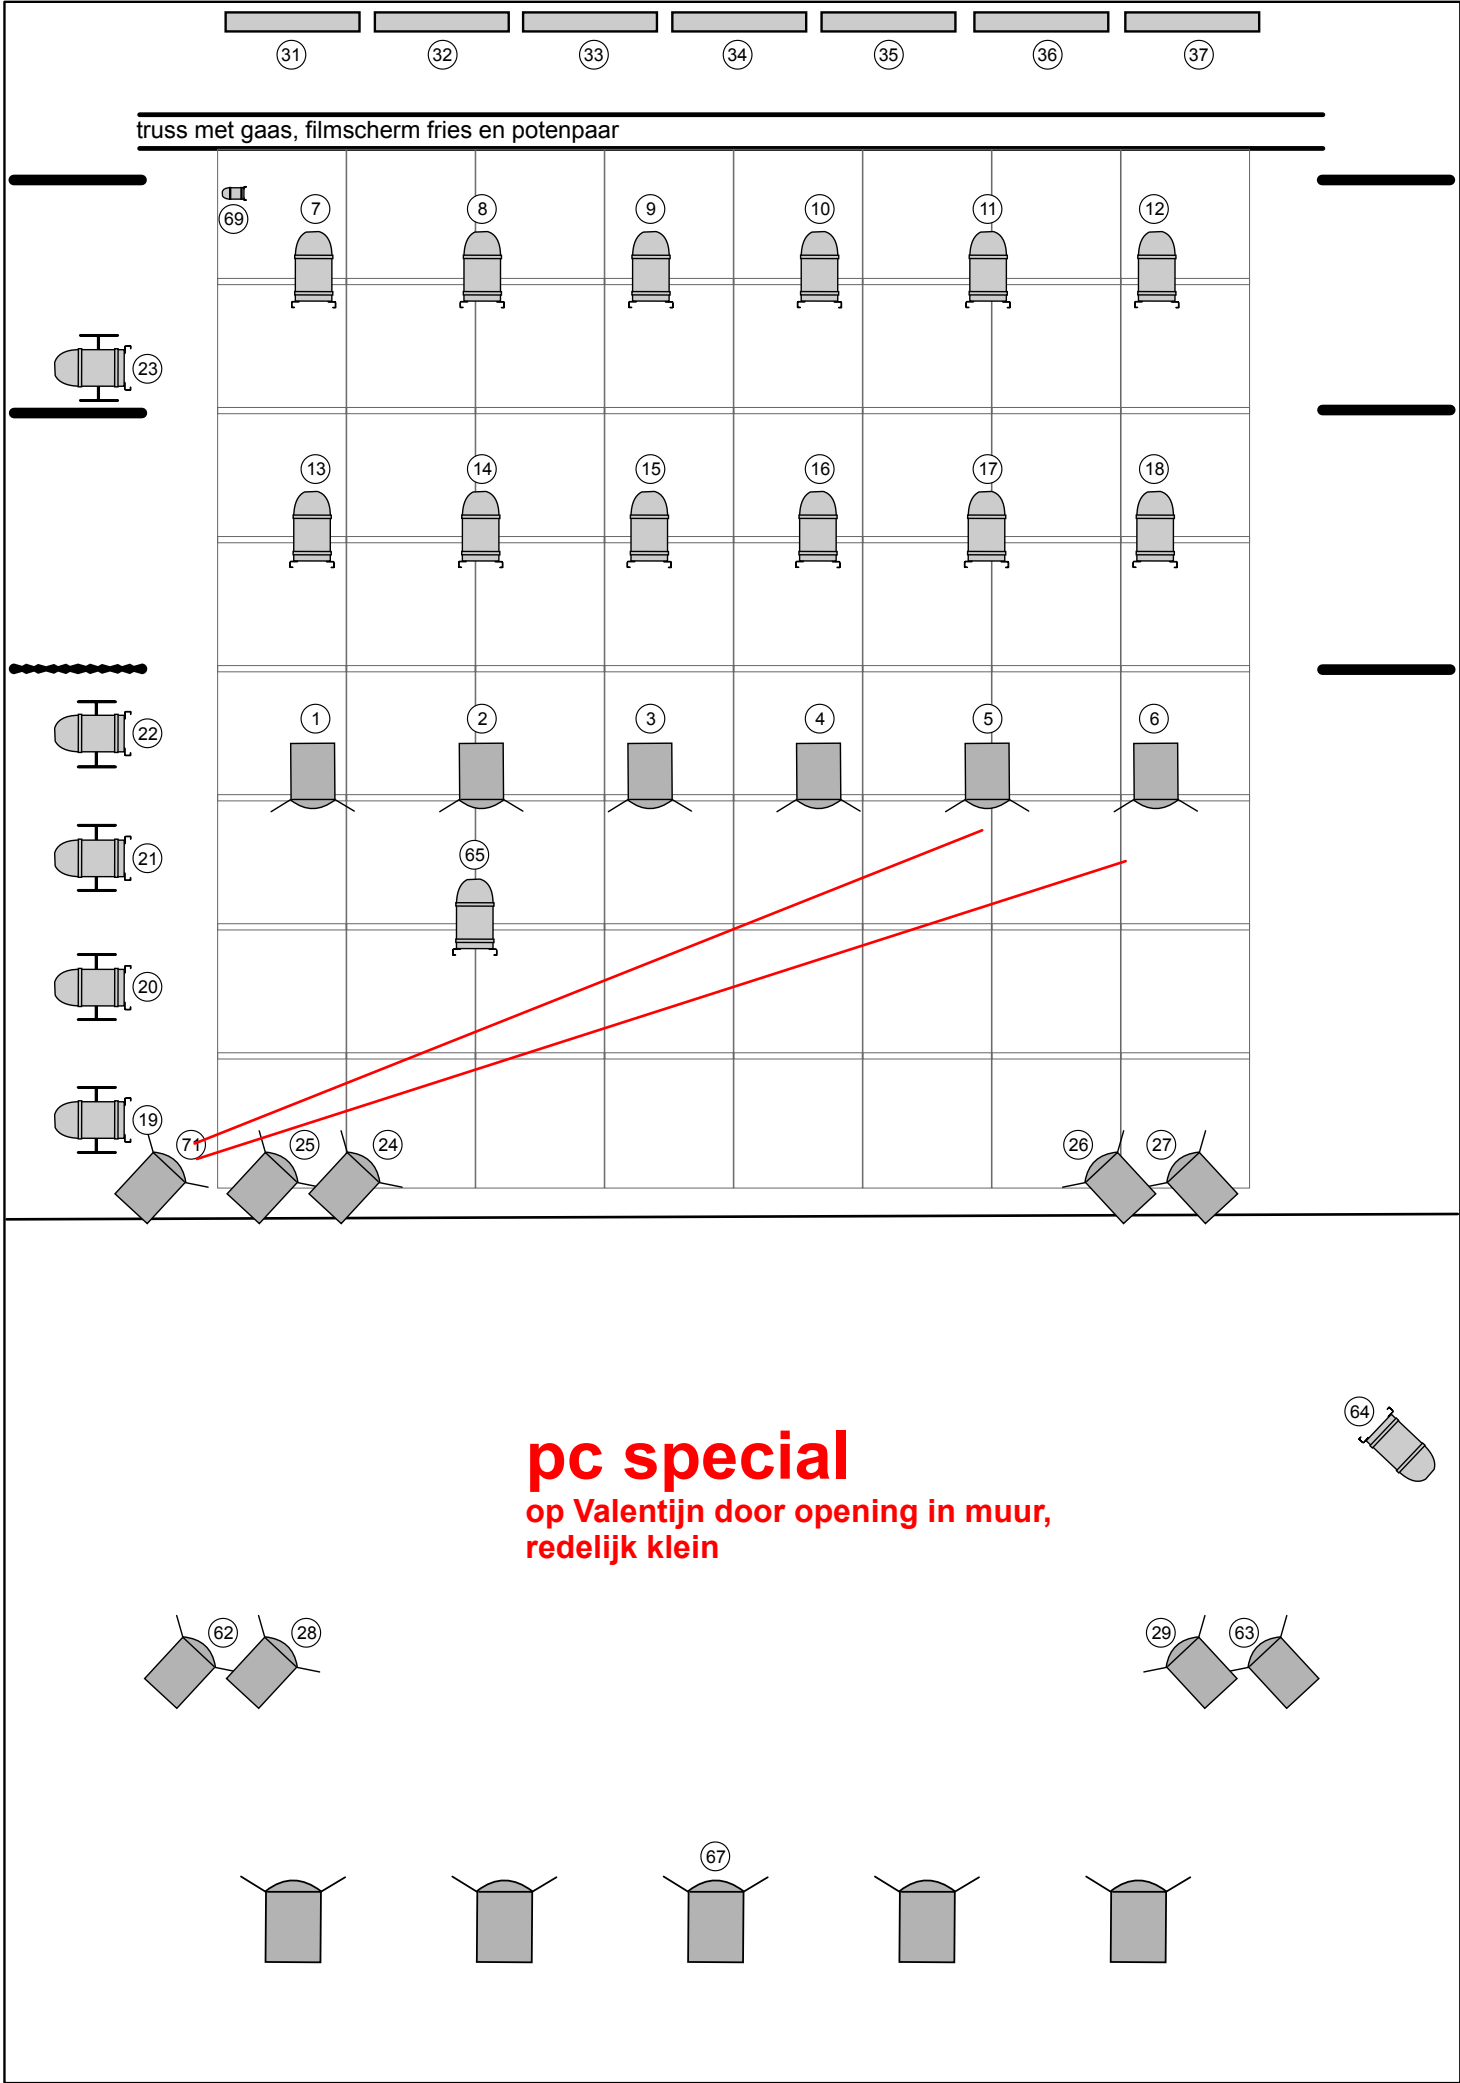 31 32 33 34 35 36 37
truss met gaas, filmscherm fries en potenpaar
69 7 8 9 10 11 12
23
13 14 15 16 17 18
22 1 2 3 4 5 6
21 65
20
19 71 25 24 26 27
64
pc special
op Valentijn door opening in muur,
redelijk klein
62 28 29 63
67